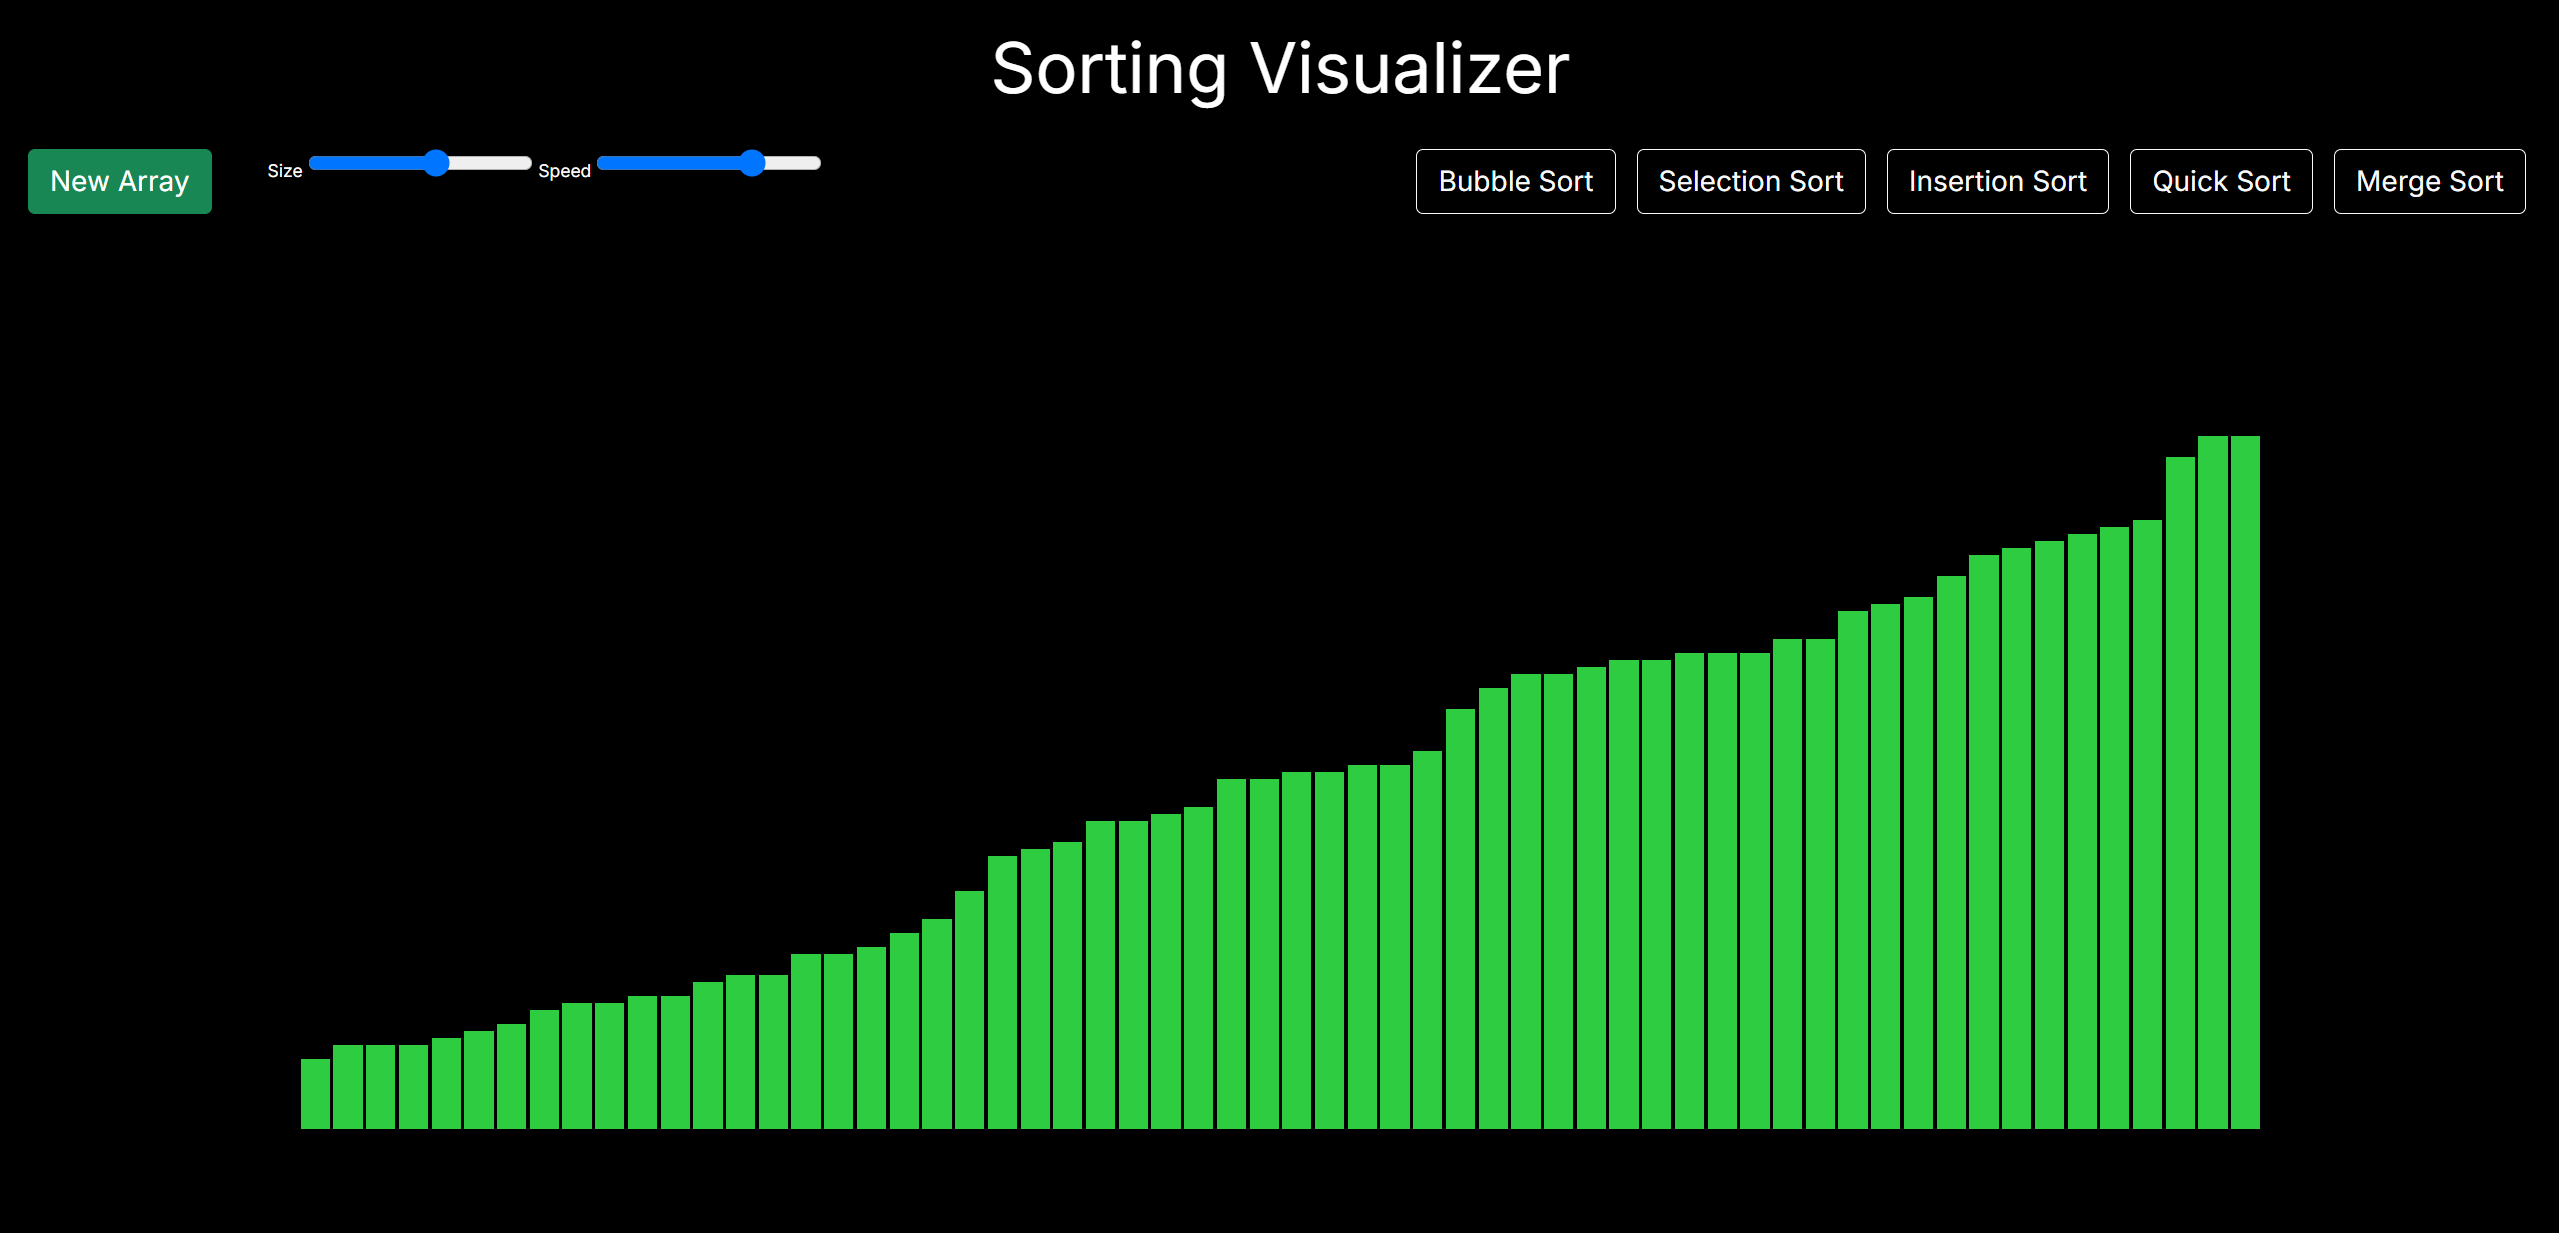 Sorting Visualizer
New Array
Size
Speed
Bubble Sort
Selection Sort
Insertion Sort
Quick Sort
Merge Sort